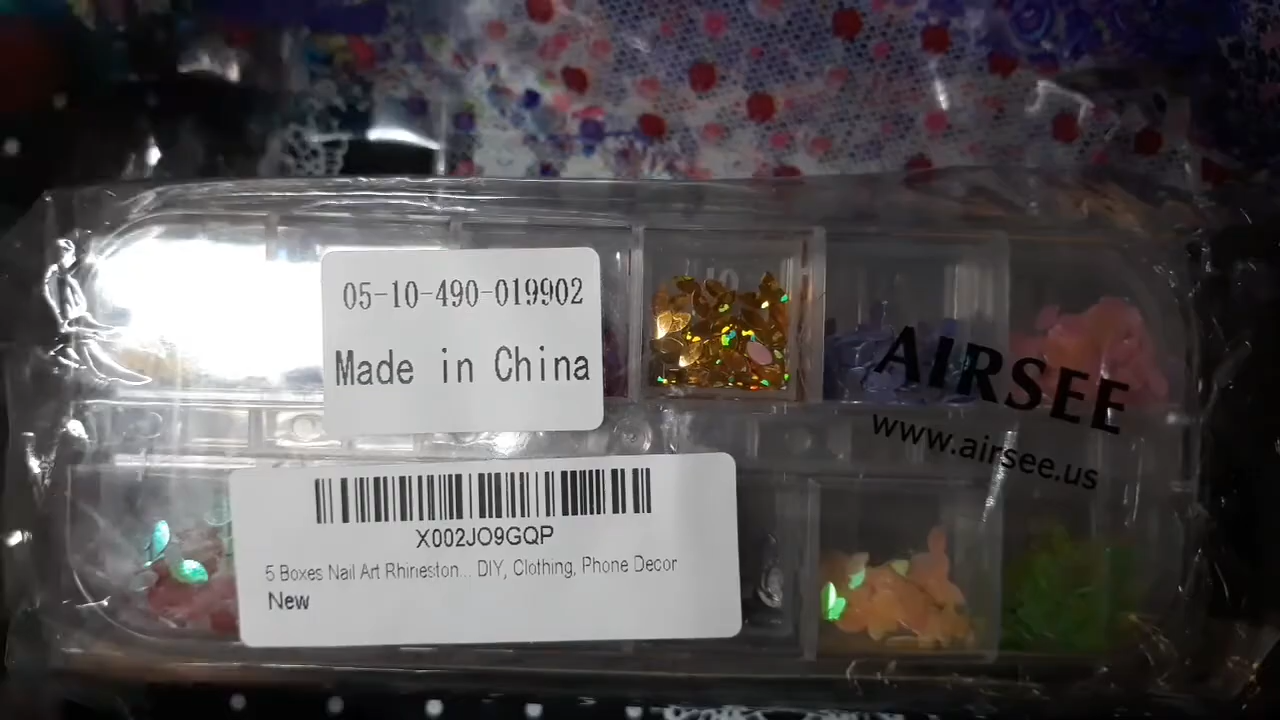 05-10-490-019902
Made in China
AIRSEE
www.airsee.us
X002JO9GQP
5 Boxes Nail Art Rhineston... DIY, Clothing, Phone Decor
New